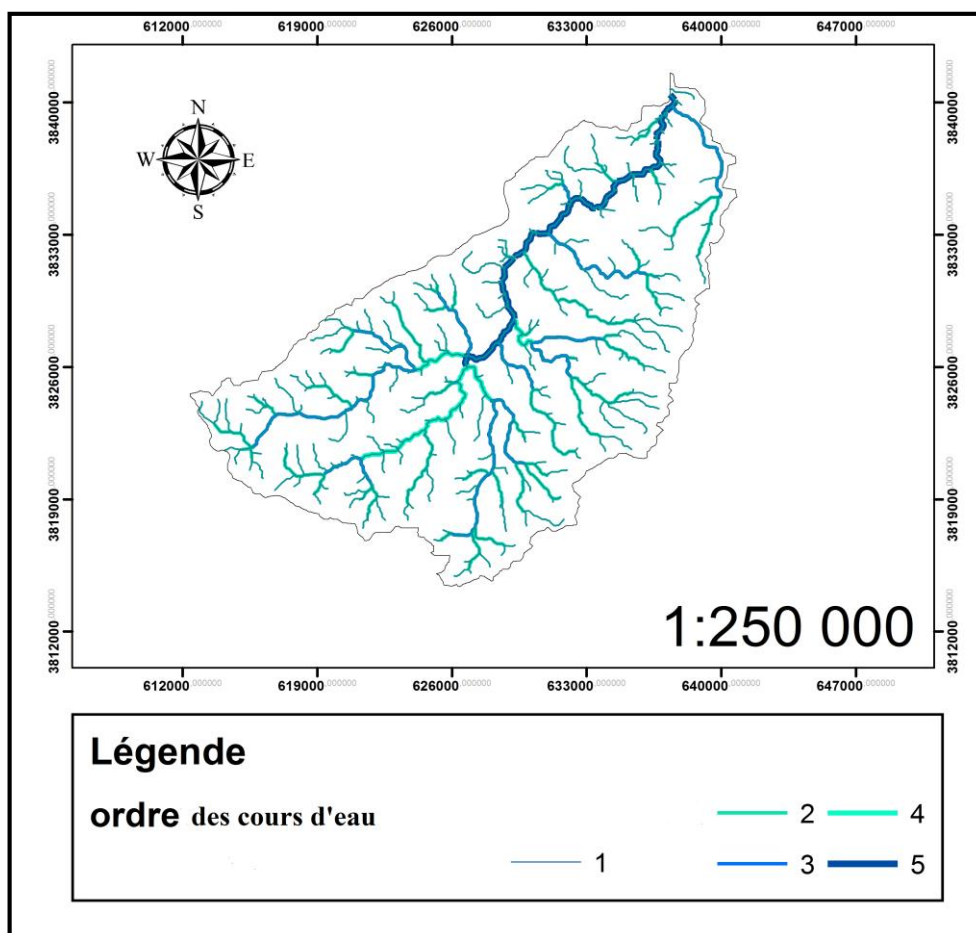 612000.000000 619000.000000 626000.000000 633000.000000 640000.000000 647000.000000
N
W E
S
3840000.000000 3840000.000000
3833000.000000 3833000.000000
3826000.000000 3826000.000000
3819000.000000 3819000.000000
3812000.000000 3812000.000000
1:250 000
612000.000000 619000.000000 626000.000000 633000.000000 640000.000000 647000.000000
Légende
ordre des cours d'eau
2 4
1 3 5